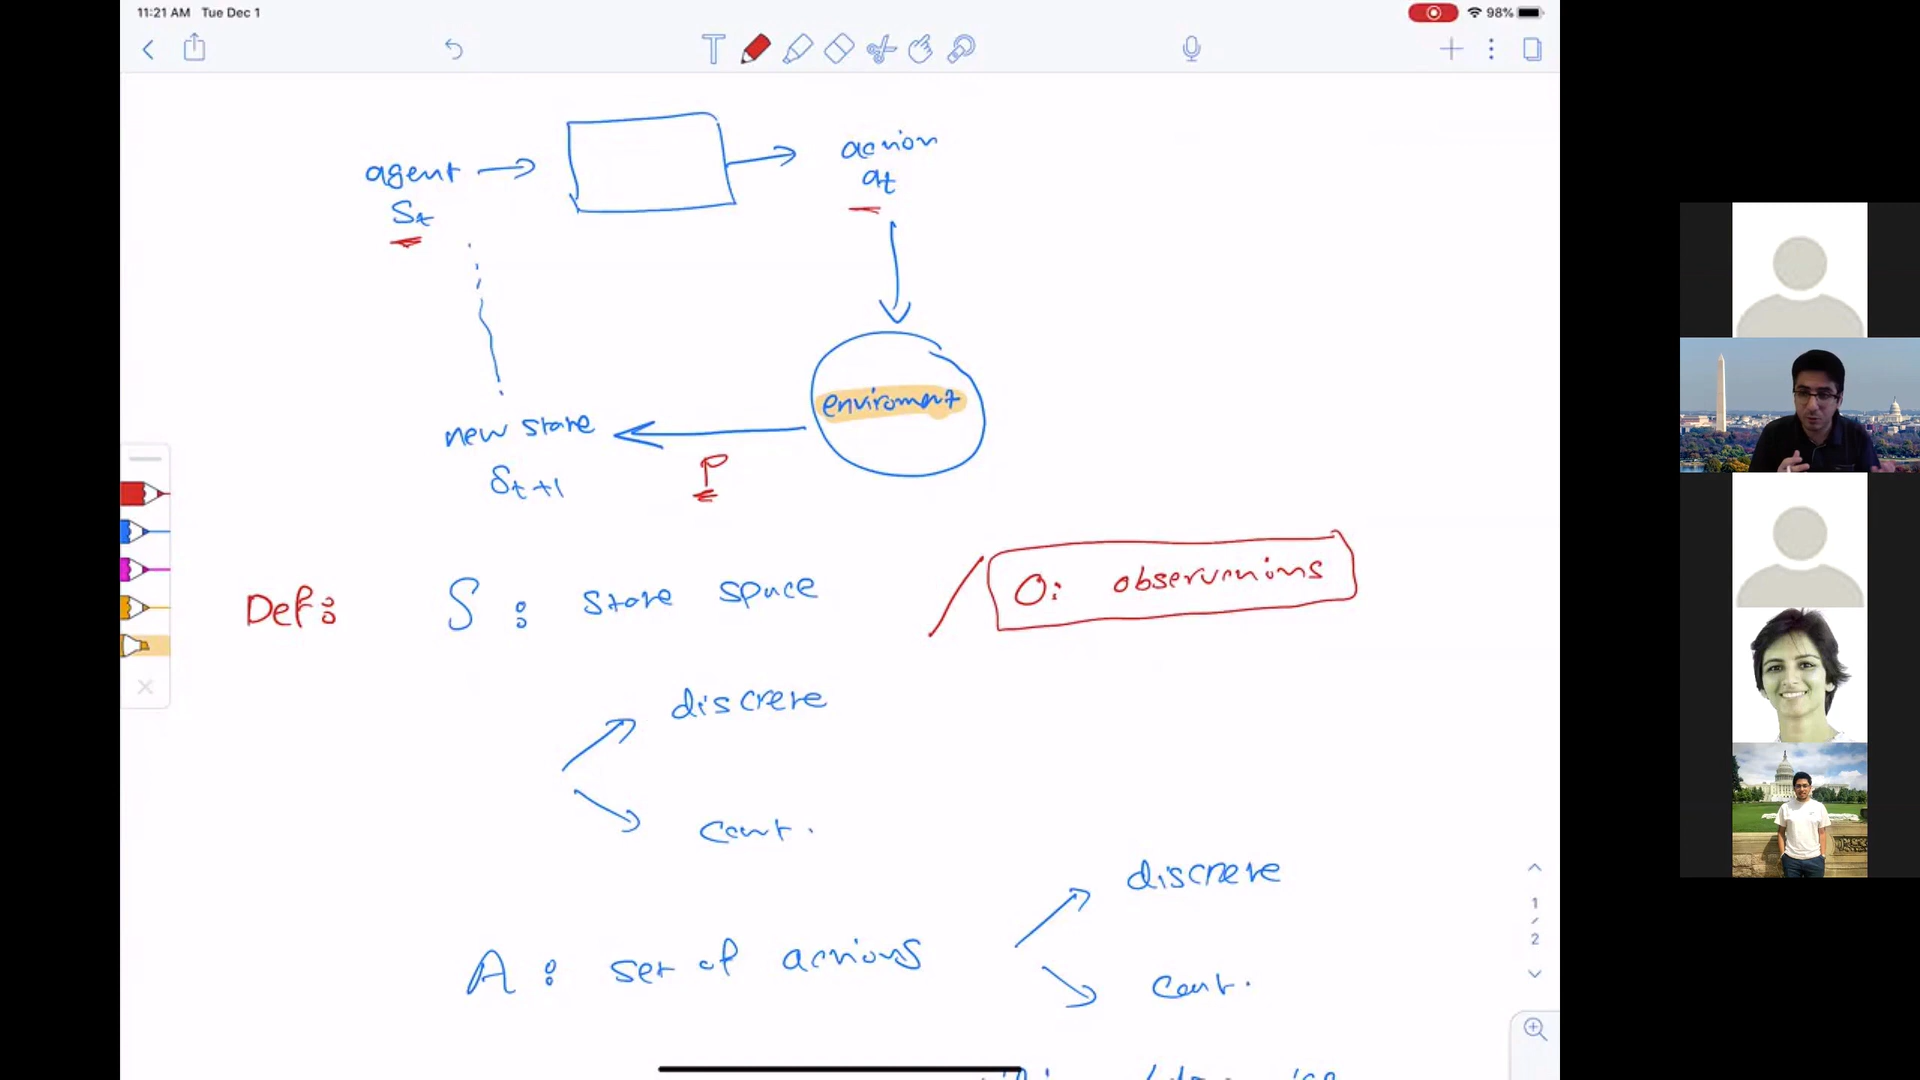 11:21 AM Tue Dec 1
98%
T
action
agent
at
St
enviroment
new state
P
St+1
O: observations
Def: S : state space
discrete
cont.
discrete
A : set of actions
1
/
2
cont.